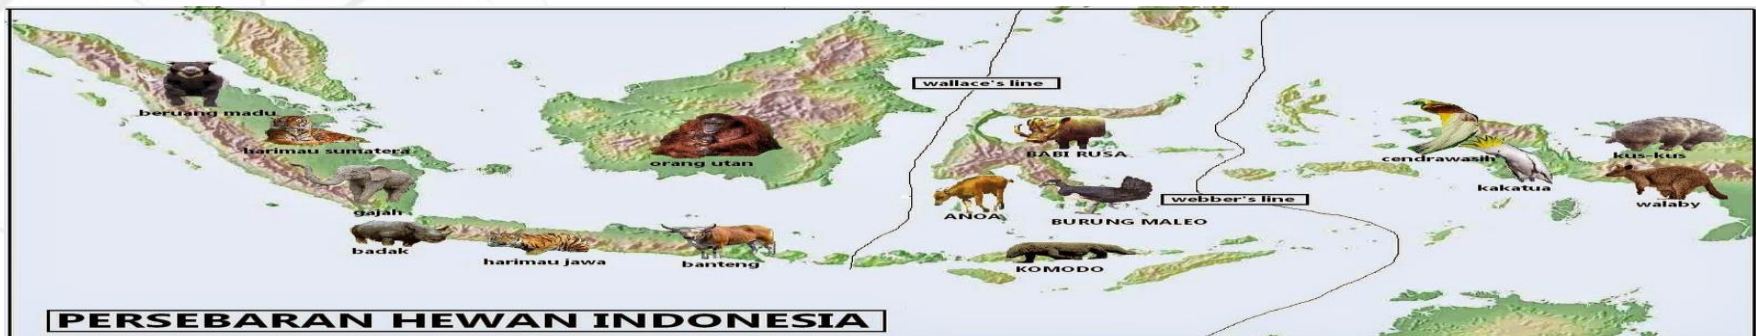 wallace's line
beruang madu
harimau sumatera
orang utan
BABI RUSA
cendrawasih
kus-kus
kakatua
gajah
ANOA
BURUNG MALEO
webber's line
walaby
badak
harimau jawa
banteng
KOMODO
PERSEBARAN HEWAN INDONESIA